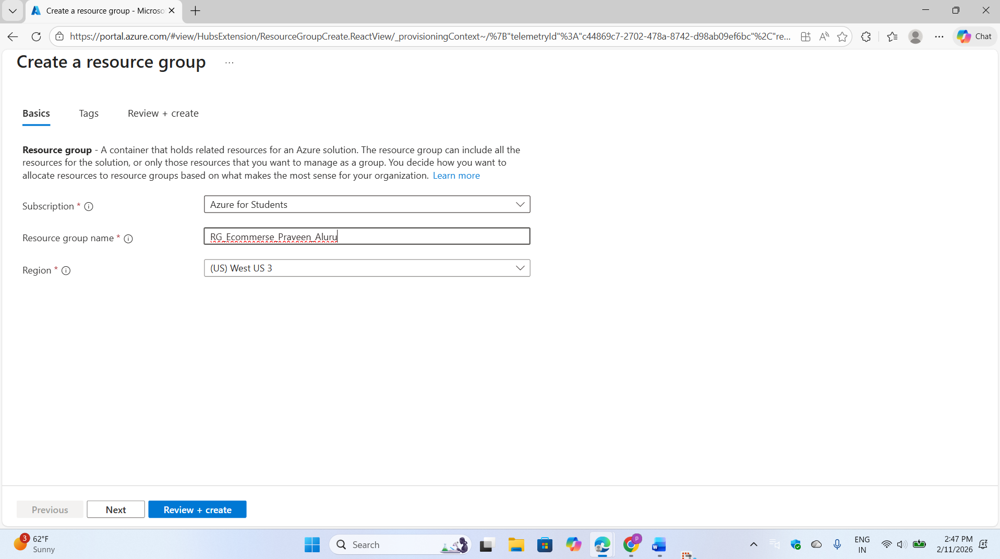 Create a resource group - Microso
https://portal.azure.com/#view/HubsExtension/ResourceGroupCreate.ReactView/_provisioningContext~/%7B"telemetryId"%3A"c44869c7-2702-478a-8742-d98ab09ef6bc"%2C"re...
Chat
Create a resource group ...
Basics Tags Review + create
Resource group - A container that holds related resources for an Azure solution. The resource group can include all the
resources for the solution, or only those resources that you want to manage as a group. You decide how you want to
allocate resources to resource groups based on what makes the most sense for your organization. Learn more
Subscription * Azure for Students
Resource group name * RG_Ecommerse_Praveen_Aluru
Region * (US) West US 3
Previous Next Review + create
3 62°F
Sunny
Search
P
ENG
IN
2:47 PM
2/11/2026